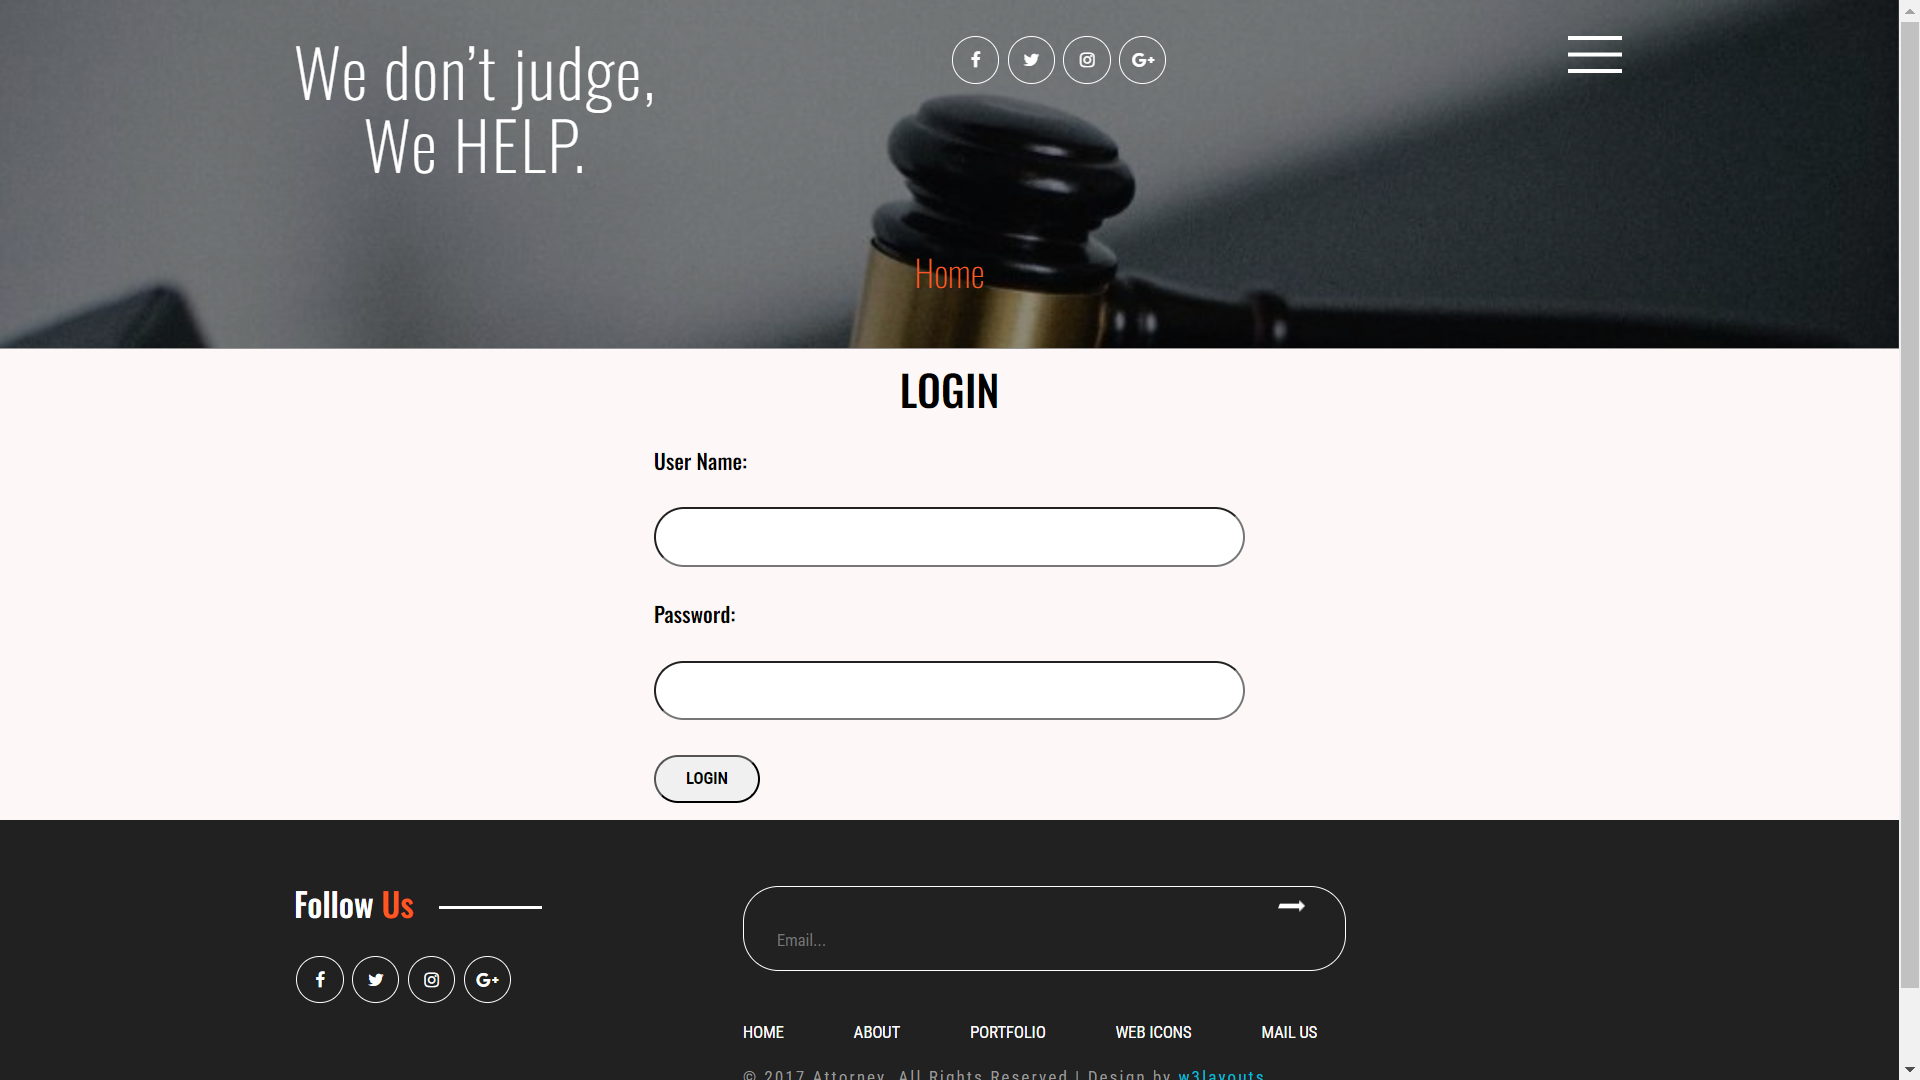 We don’t judge,
We HELP.
Home
LOGIN
User Name:
Password:
LOGIN
Follow Us
Email...
HOME ABOUT PORTFOLIO WEB ICONS MAIL US
© 2017 Attorney. All Rights Reserved | Design by w3layouts